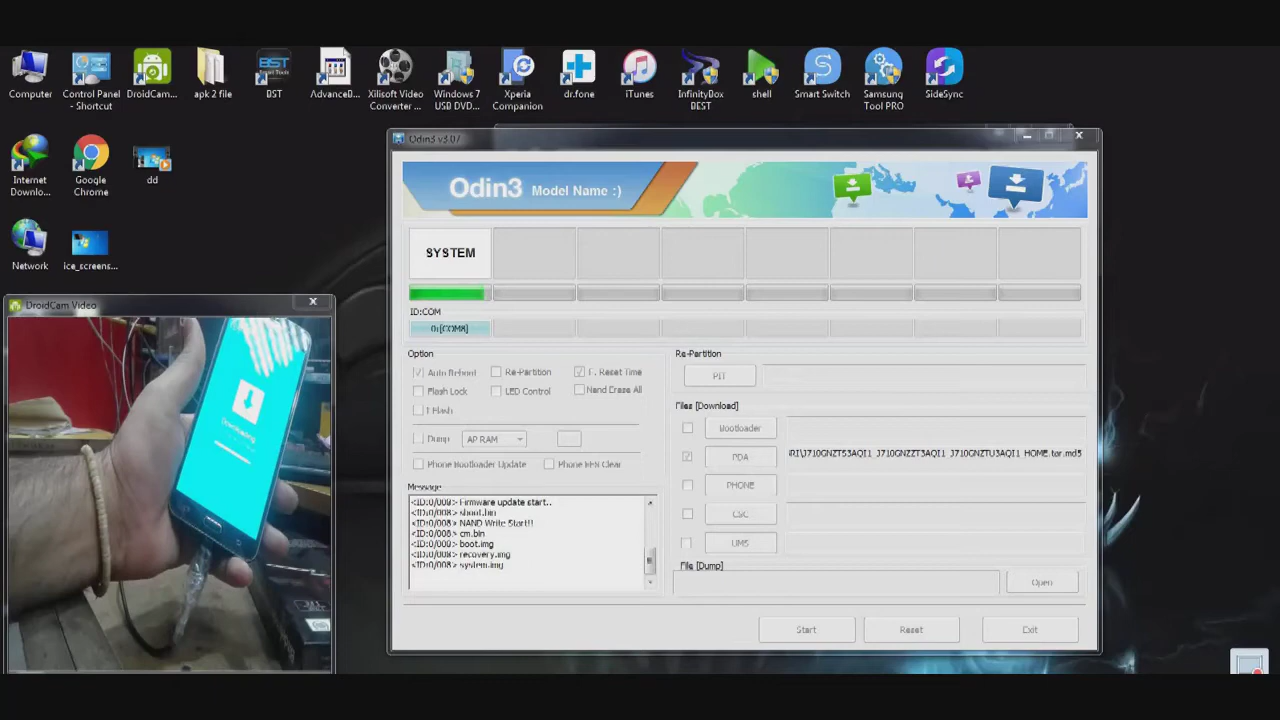 Computer
Control Panel - Shortcut
DroidCam...
apk 2 file
BST
AdvanceB...
Xilisoft Video Converter ...
Windows 7 USB DVD...
Xperia Companion
dr.fone
iTunes
InfinityBox BEST
shell
Smart Switch
Samsung Tool PRO
SideSync
Internet Downlo...
Google Chrome
dd
Network
ice_screens...
DroidCam Video
Downloading
Odin3 v3.07
Odin3 Model Name :)
SYSTEM
ID:COM
0:[COM8]
Option
Auto Reboot
Re-Partition
F. Reset Time
Flash Lock
LED Control
Nand Erase All
T Flash
Dump
AP RAM
Phone Bootloader Update
Phone EFS Clear
Message
<ID:0/008> Firmware update start..
<ID:0/008> sboot.bin
<ID:0/008> NAND Write Start!!
<ID:0/008> cm.bin
<ID:0/008> boot.img
<ID:0/008> recovery.img
<ID:0/008> system.img
Re-Partition
PIT
Files [Download]
Bootloader
PDA
RI\J710GNZTS3AQI1_J710GNZZT3AQI1_J710GNZTU3AQI1_HOME.tar.md5
PHONE
CSC
UMS
File [Dump]
Open
Start
Reset
Exit